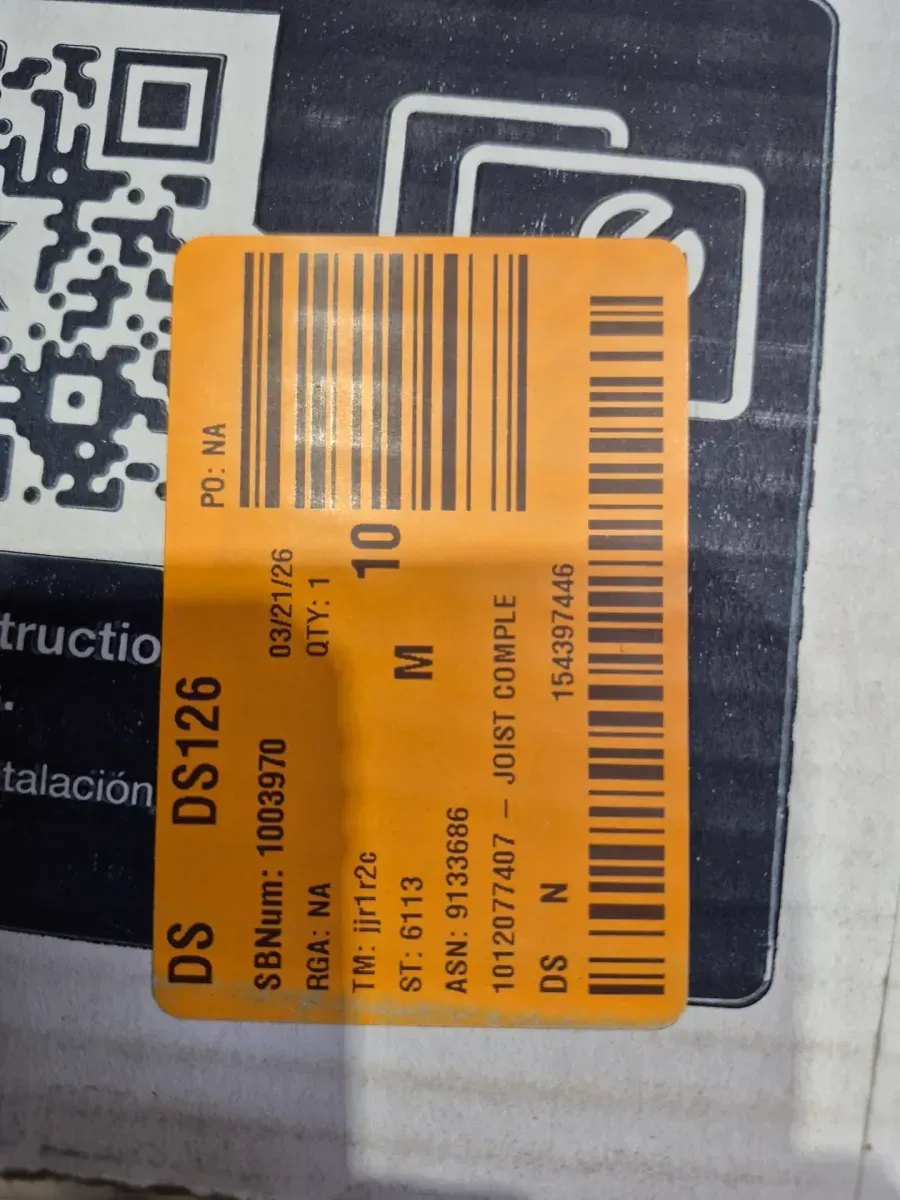 DS DS126 PO: NA
SBNum: 1003970 03/21/26
RGA: NA QTY: 1
TM: jjr1r2c 10
ST: 6113 M
ASN: 9133686
1012077407 – JOIST COMPLE
DS N 154397446
tructio
.
talación
e